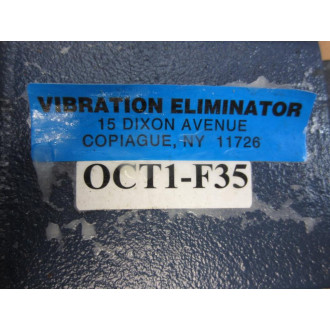 VIBRATION ELIMINATOR
15 DIXON AVENUE
COPIAGUE, NY 11726
OCT1-F35